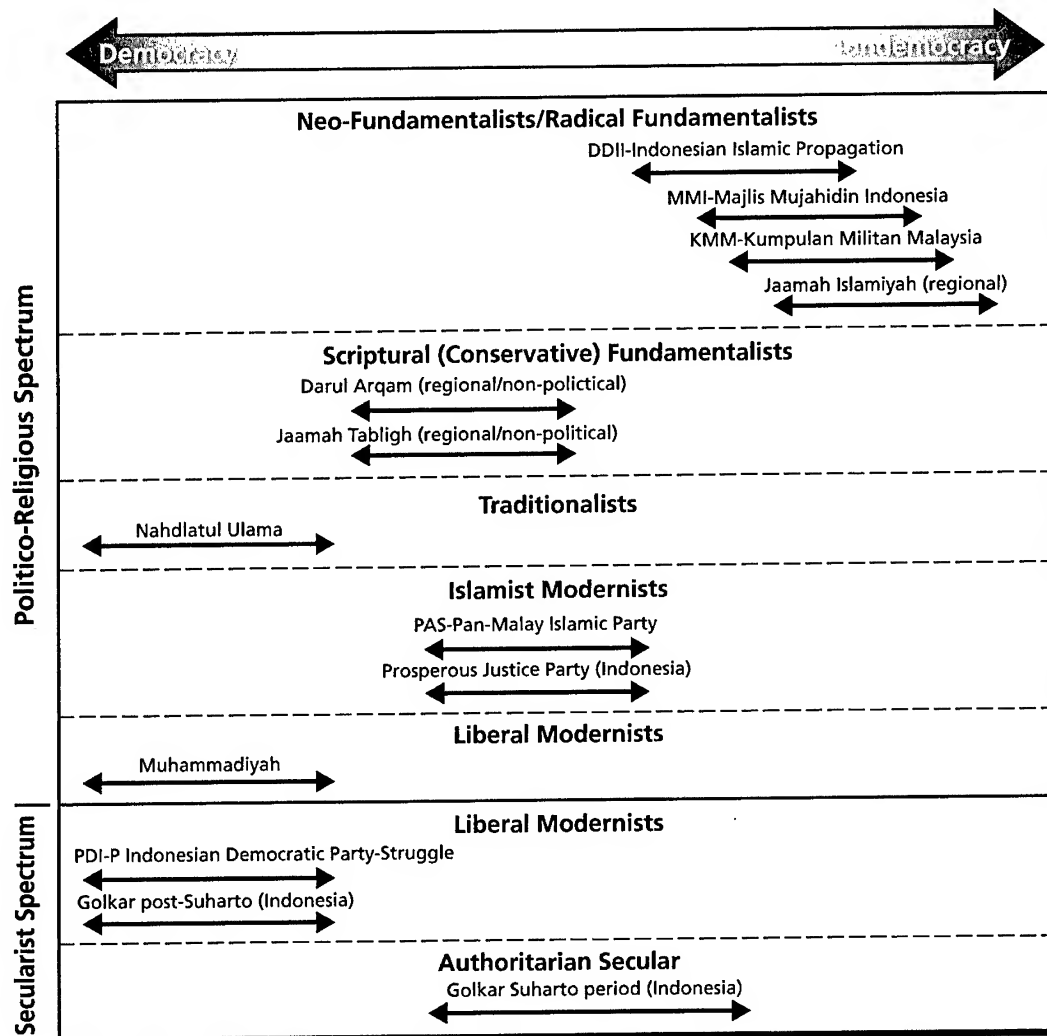 Democracy
Nondemocracy
Neo-Fundamentalists/Radical Fundamentalists
DDII-Indonesian Islamic Propagation
MMI-Majlis Mujahidin Indonesia
KMM-Kumpulan Militan Malaysia
Jaamah Islamiyah (regional)
Scriptural (Conservative) Fundamentalists
Darul Arqam (regional/non-polictical)
Jaamah Tabligh (regional/non-political)
Traditionalists
Nahdlatul Ulama
Islamist Modernists
PAS-Pan-Malay Islamic Party
Prosperous Justice Party (Indonesia)
Liberal Modernists
Muhammadiyah
Politico-Religious Spectrum
Liberal Modernists
PDI-P Indonesian Democratic Party-Struggle
Golkar post-Suharto (Indonesia)
Authoritarian Secular
Golkar Suharto period (Indonesia)
Secularist Spectrum